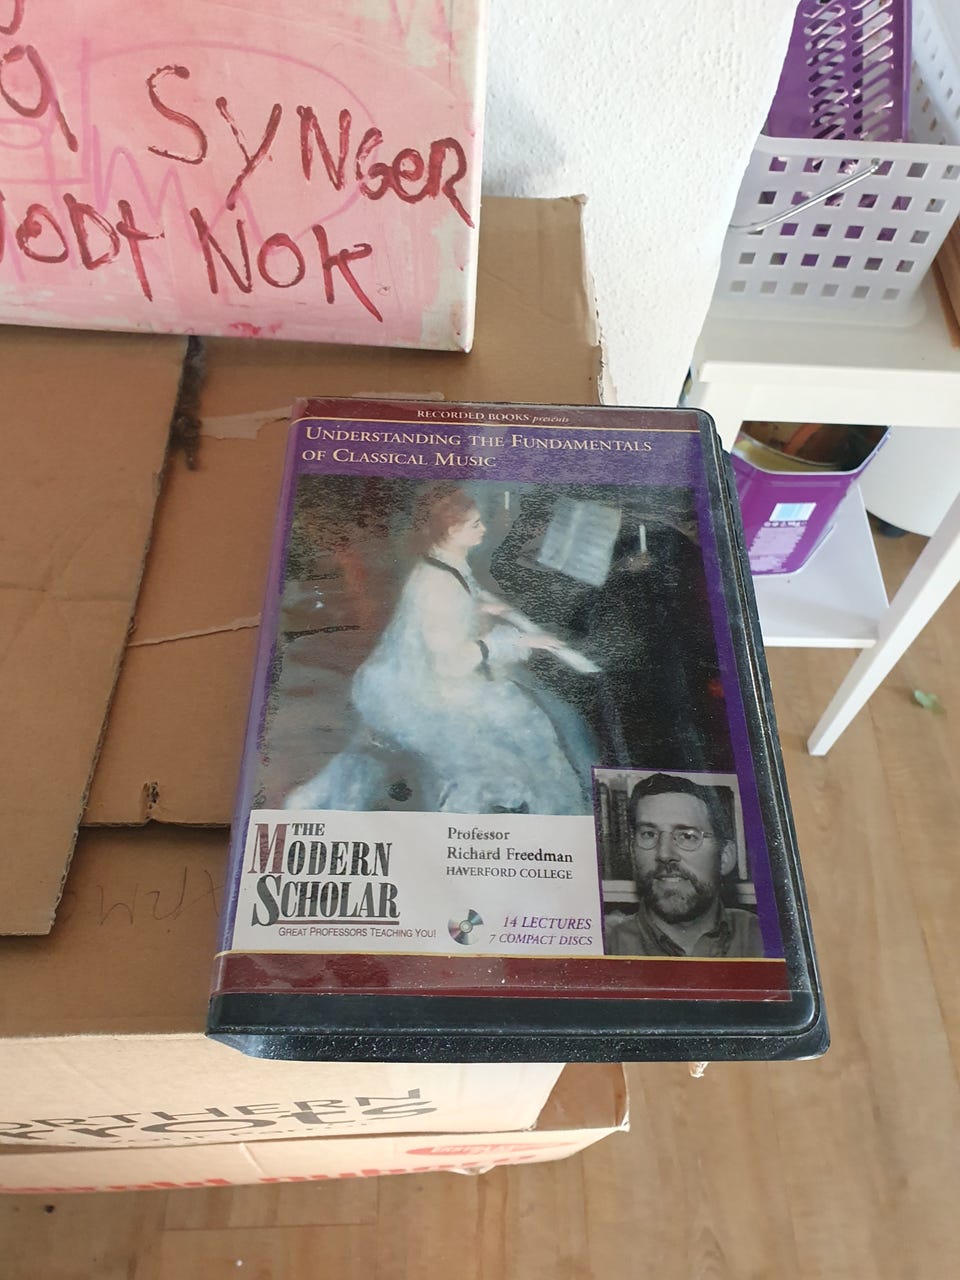 SYNGER
NOK
RECORDED BOOKS presents
UNDERSTANDING THE FUNDAMENTALS
OF CLASSICAL MUSIC
THE
MODERN
SCHOLAR
GREAT PROFESSORS TEACHING YOU!
Professor
Richard Freedman
HAVERFORD COLLEGE
14 LECTURES
7 COMPACT DISCS